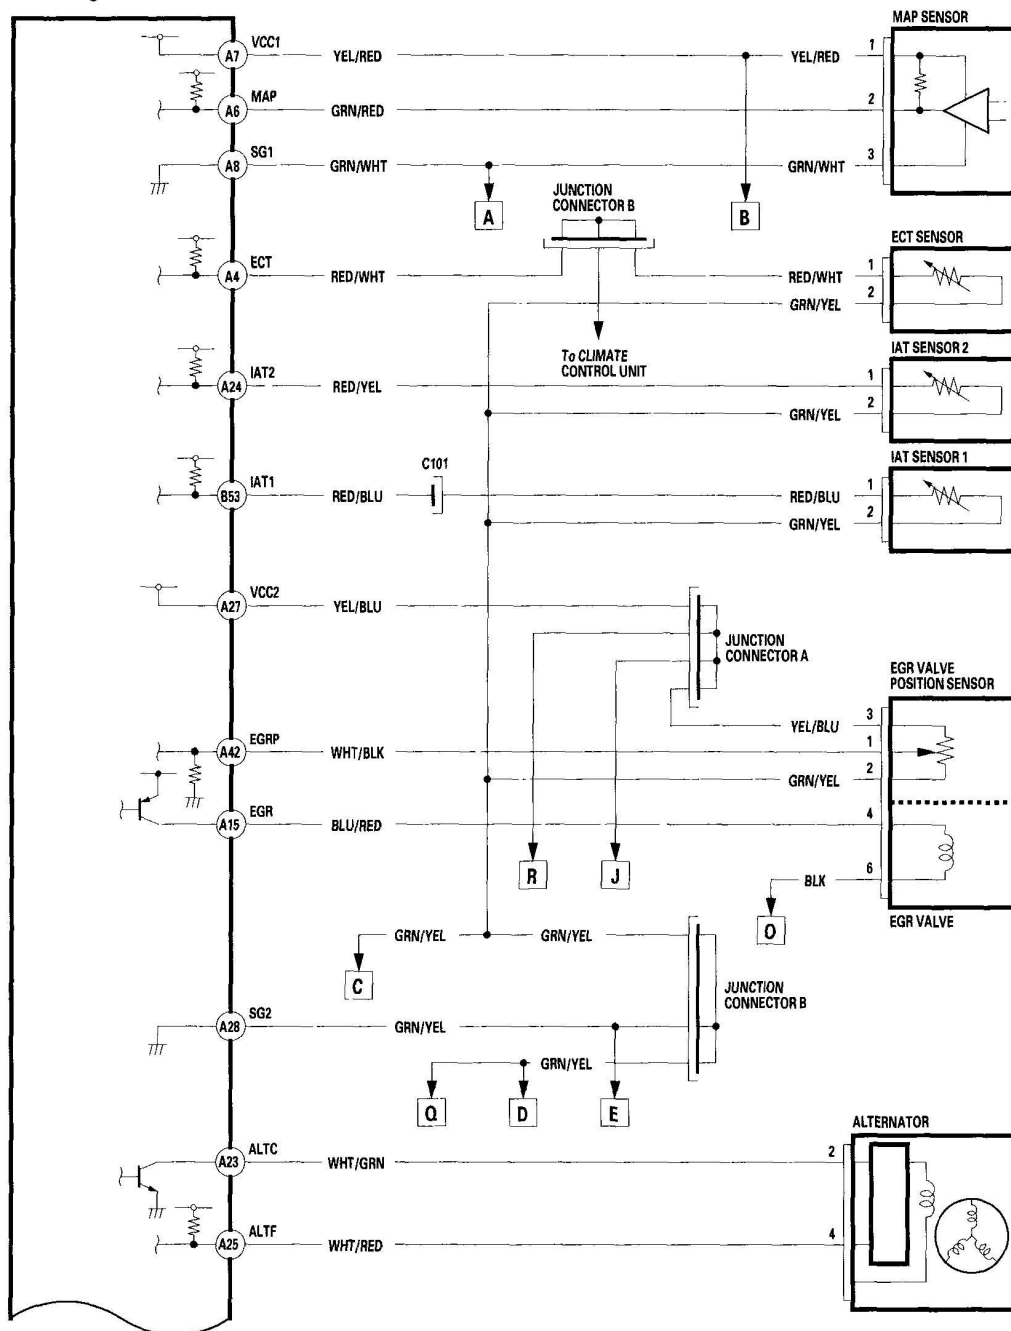 MAP SENSOR
VCC1
A7 YEL/RED YEL/RED 1
MAP
A6 GRN/RED 2
SG1
A8 GRN/WHT GRN/WHT 3
A B
JUNCTION
CONNECTOR B
ECT SENSOR
ECT
A4 RED/WHT RED/WHT 1
GRN/YEL 2
To CLIMATE
CONTROL UNIT
IAT SENSOR 2
IAT2
A24 RED/YEL 1
GRN/YEL 2
IAT SENSOR 1
C101
IAT1
B53 RED/BLU RED/BLU 1
GRN/YEL 2
VCC2
A27 YEL/BLU
JUNCTION
CONNECTOR A
EGR VALVE
POSITION SENSOR
YEL/BLU 3
EGRP
A42 WHT/BLK 1
GRN/YEL 2
EGR
A15 BLU/RED 4
R J
BLK 6
O
EGR VALVE
GRN/YEL GRN/YEL
C
JUNCTION
CONNECTOR B
SG2
A28 GRN/YEL
GRN/YEL
Q D E
ALTERNATOR
ALTC
A23 WHT/GRN 2
ALTF
A25 WHT/RED 4